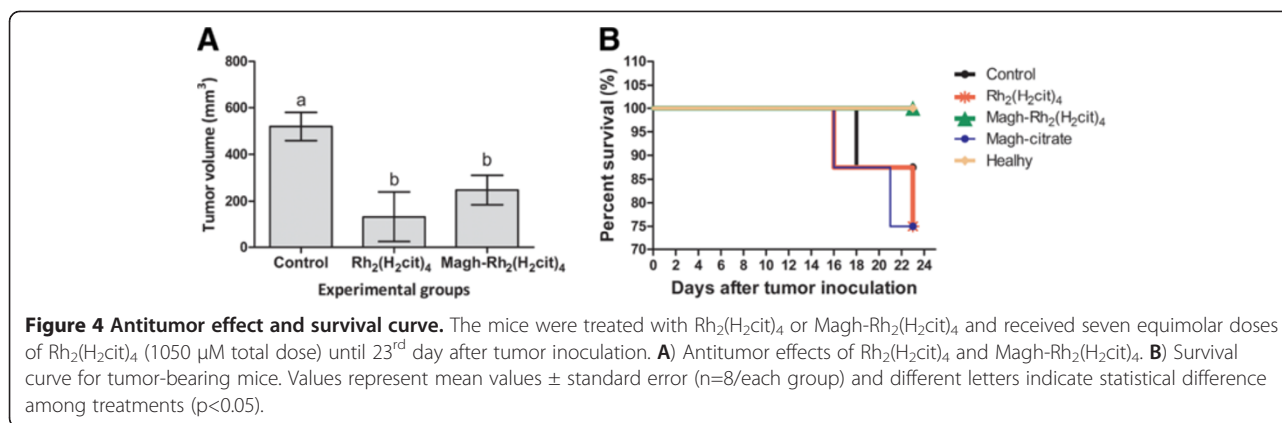 A
800
600
400
200
0
Tumor volume (mm³)
a
b
b
Control
Rh₂(H₂cit)₄
Magh-Rh₂(H₂cit)₄
Experimental groups
B
110
105
100
95
90
85
80
75
70
Percent survival (%)
0 2 4 6 8 10 12 14 16 18 20 22 24
Days after tumor inoculation
Control
Rh₂(H₂cit)₄
Magh-Rh₂(H₂cit)₄
Magh-citrate
Healhy
Figure 4 Antitumor effect and survival curve. The mice were treated with Rh₂(H₂cit)₄ or Magh-Rh₂(H₂cit)₄ and received seven equimolar doses
of Rh₂(H₂cit)₄ (1050 μM total dose) until 23ʳᵈ day after tumor inoculation. A) Antitumor effects of Rh₂(H₂cit)₄ and Magh-Rh₂(H₂cit)₄. B) Survival
curve for tumor-bearing mice. Values represent mean values ± standard error (n=8/each group) and different letters indicate statistical difference
among treatments (p<0.05).